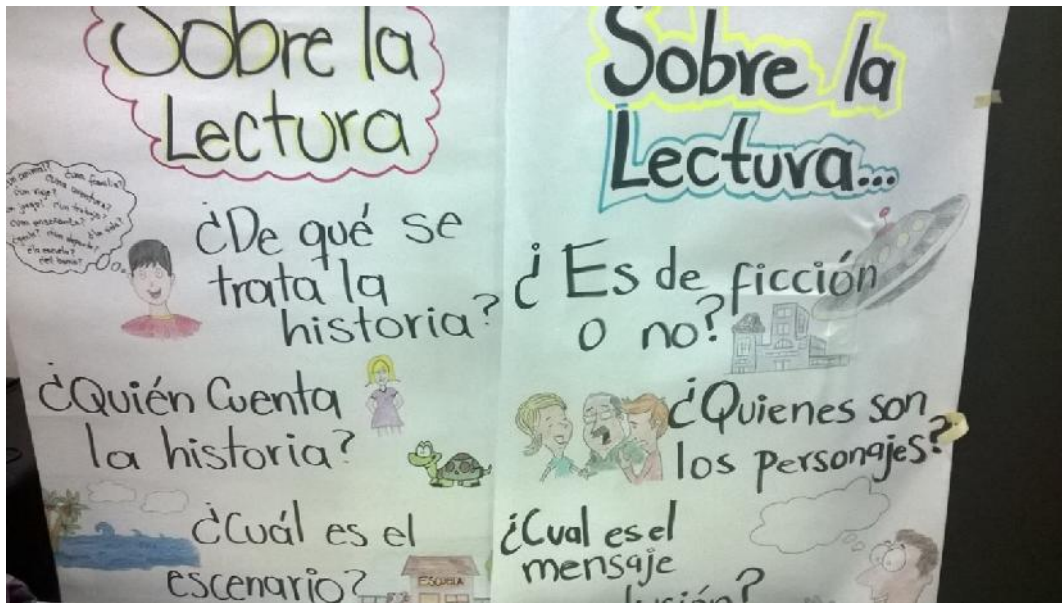 Sobre la
Lectura
¿De qué se
trata la
historia?
¿Quién Cuenta
la historia?
¿Cuál es el
escenario?
ESCUELA
Sobre la
Lectura...
¿Es de ficción
o no?
¿Quienes son
los personajes?
¿Cual es el
mensaje